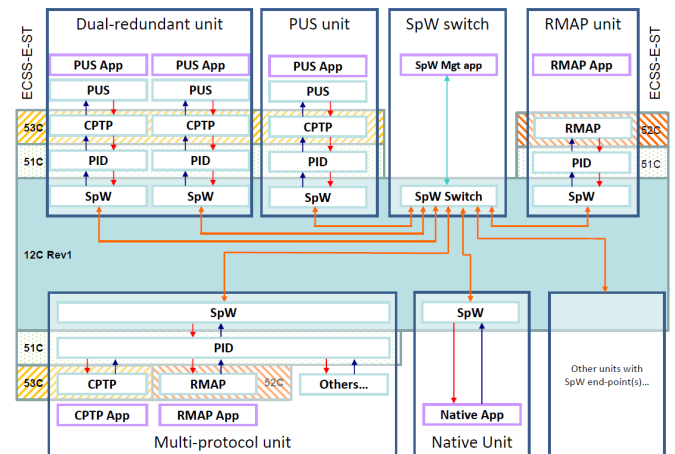 Dual-redundant unit
PUS unit
SpW switch
RMAP unit
ECSS-E-ST
ECSS-E-ST
PUS App
PUS App
PUS App
SpW Mgt app
RMAP App
PUS
PUS
PUS
53C
CPTP
CPTP
CPTP
RMAP
52C
51C
PID
PID
PID
PID
51C
SpW
SpW
SpW
SpW Switch
SpW
12C Rev1
SpW
SpW
51C
PID
53C
CPTP
RMAP
52C
Others...
Other units with
SpW end-point(s)...
CPTP App
RMAP App
Native App
Multi-protocol unit
Native Unit